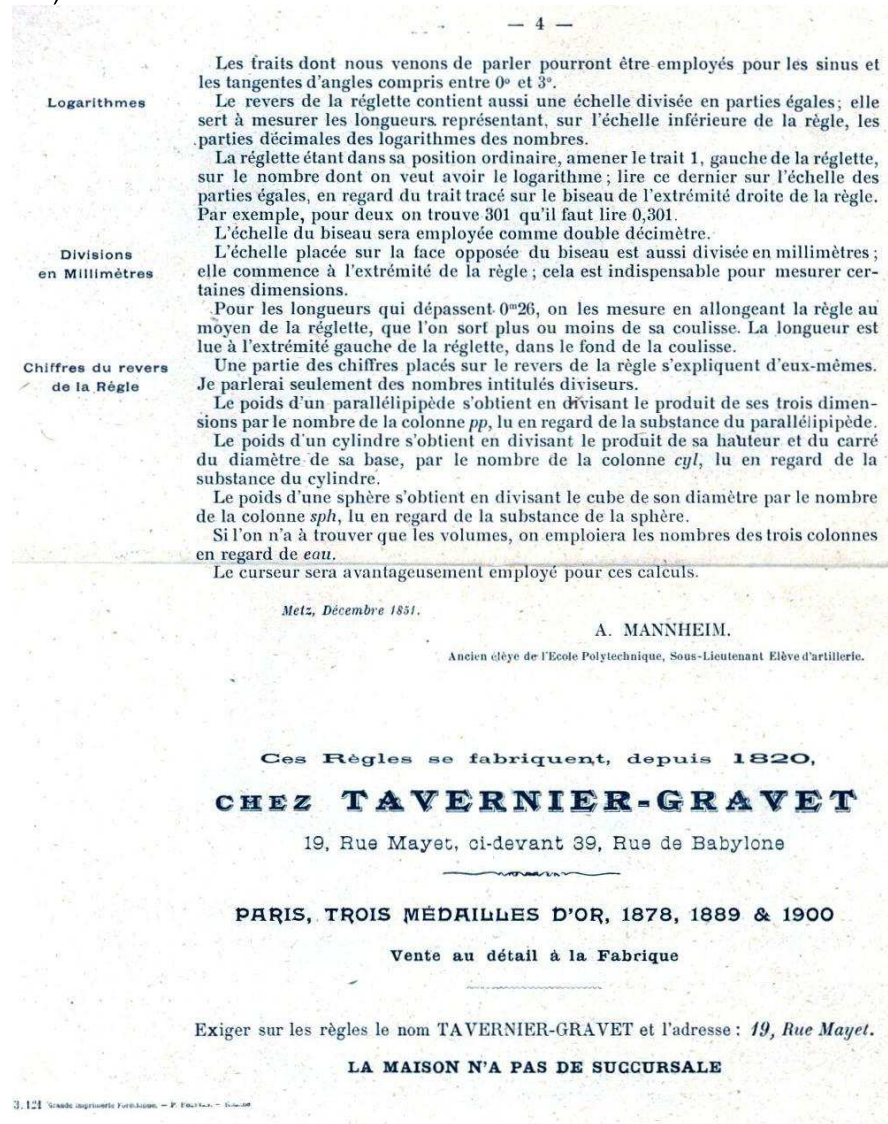 — 4 —
Les traits dont nous venons de parler pourront être employés pour les sinus et
les tangentes d'angles compris entre 0° et 3°.
Logarithmes
Le revers de la réglette contient aussi une échelle divisée en parties égales; elle
sert à mesurer les longueurs représentant, sur l'échelle inférieure de la règle, les
parties décimales des logarithmes des nombres.
La réglette étant dans sa position ordinaire, amener le trait 1, gauche de la réglette,
sur le nombre dont on veut avoir le logarithme ; lire ce dernier sur l'échelle des
parties égales, en regard du trait tracé sur le biseau de l'extrémité droite de la règle.
Par exemple, pour deux on trouve 301 qu'il faut lire 0,301.
L'échelle du biseau sera employée comme double décimètre.
Divisions
en Millimètres
L'échelle placée sur la face opposée du biseau est aussi divisée en millimètres ;
elle commence à l'extrémité de la règle ; cela est indispensable pour mesurer cer-
taines dimensions.
Pour les longueurs qui dépassent 0ᵐ26, on les mesure en allongeant la règle au
moyen de la réglette, que l'on sort plus ou moins de sa coulisse. La longueur est
lue à l'extrémité gauche de la réglette, dans le fond de la coulisse.
Chiffres du revers
de la Règle
Une partie des chiffres placés sur le revers de la règle s'expliquent d'eux-mêmes.
Je parlerai seulement des nombres intitulés diviseurs.
Le poids d'un parallélipipède s'obtient en divisant le produit de ses trois dimen-
sions par le nombre de la colonne pp, lu en regard de la substance du parallélipipède.
Le poids d'un cylindre s'obtient en divisant le produit de sa hauteur et du carré
du diamètre de sa base, par le nombre de la colonne cyl, lu en regard de la
substance du cylindre.
Le poids d'une sphère s'obtient en divisant le cube de son diamètre par le nombre
de la colonne sph, lu en regard de la substance de la sphère.
Si l'on n'a à trouver que les volumes, on emploiera les nombres des trois colonnes
en regard de eau.
Le curseur sera avantageusement employé pour ces calculs.
Metz, Décembre 1851.
A. MANNHEIM.
Ancien élève de l'Ecole Polytechnique, Sous-Lieutenant Elève d'artillerie.
Ces Règles se fabriquent, depuis 1820,
CHEZ TAVERNIER-GRAVET
19, Rue Mayet, ci-devant 39, Rue de Babylone
PARIS, TROIS MÉDAILLES D'OR, 1878, 1889 & 1900
Vente au détail à la Fabrique
Exiger sur les règles le nom TAVERNIER-GRAVET et l'adresse : 19, Rue Mayet.
LA MAISON N'A PAS DE SUCCURSALE
3.121 Grande Imprimerie